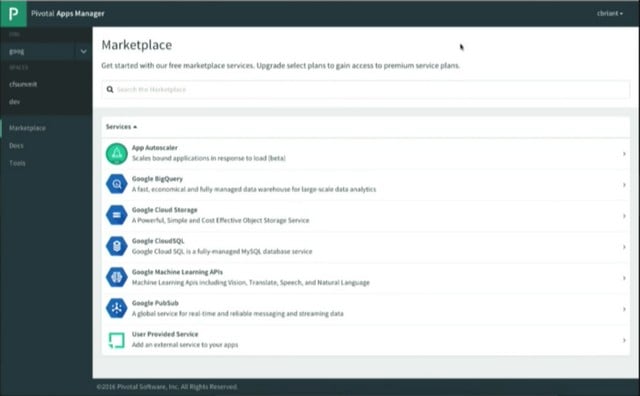 P Pivotal Apps Manager
cbriant
ORG
goog
SPACES
cfsummit
dev
Marketplace
Docs
Tools
Marketplace
Get started with our free marketplace services. Upgrade select plans to gain access to premium service plans.
Search the Marketplace
Services
App Autoscaler
Scales bound applications in response to load (beta)
Google BigQuery
A fast, economical and fully-managed data warehouse for large-scale data analytics
Google Cloud Storage
A Powerful, Simple and Cost Effective Object Storage Service
Google CloudSQL
Google Cloud SQL is a fully-managed MySQL database service
Google Machine Learning APIs
Machine Learning Apis including Vision, Translate, Speech, and Natural Language
Google PubSub
A global service for real-time and reliable messaging and streaming data
User Provided Service
Add an external service to your apps
©2016 Pivotal Software, Inc. All Rights Reserved.